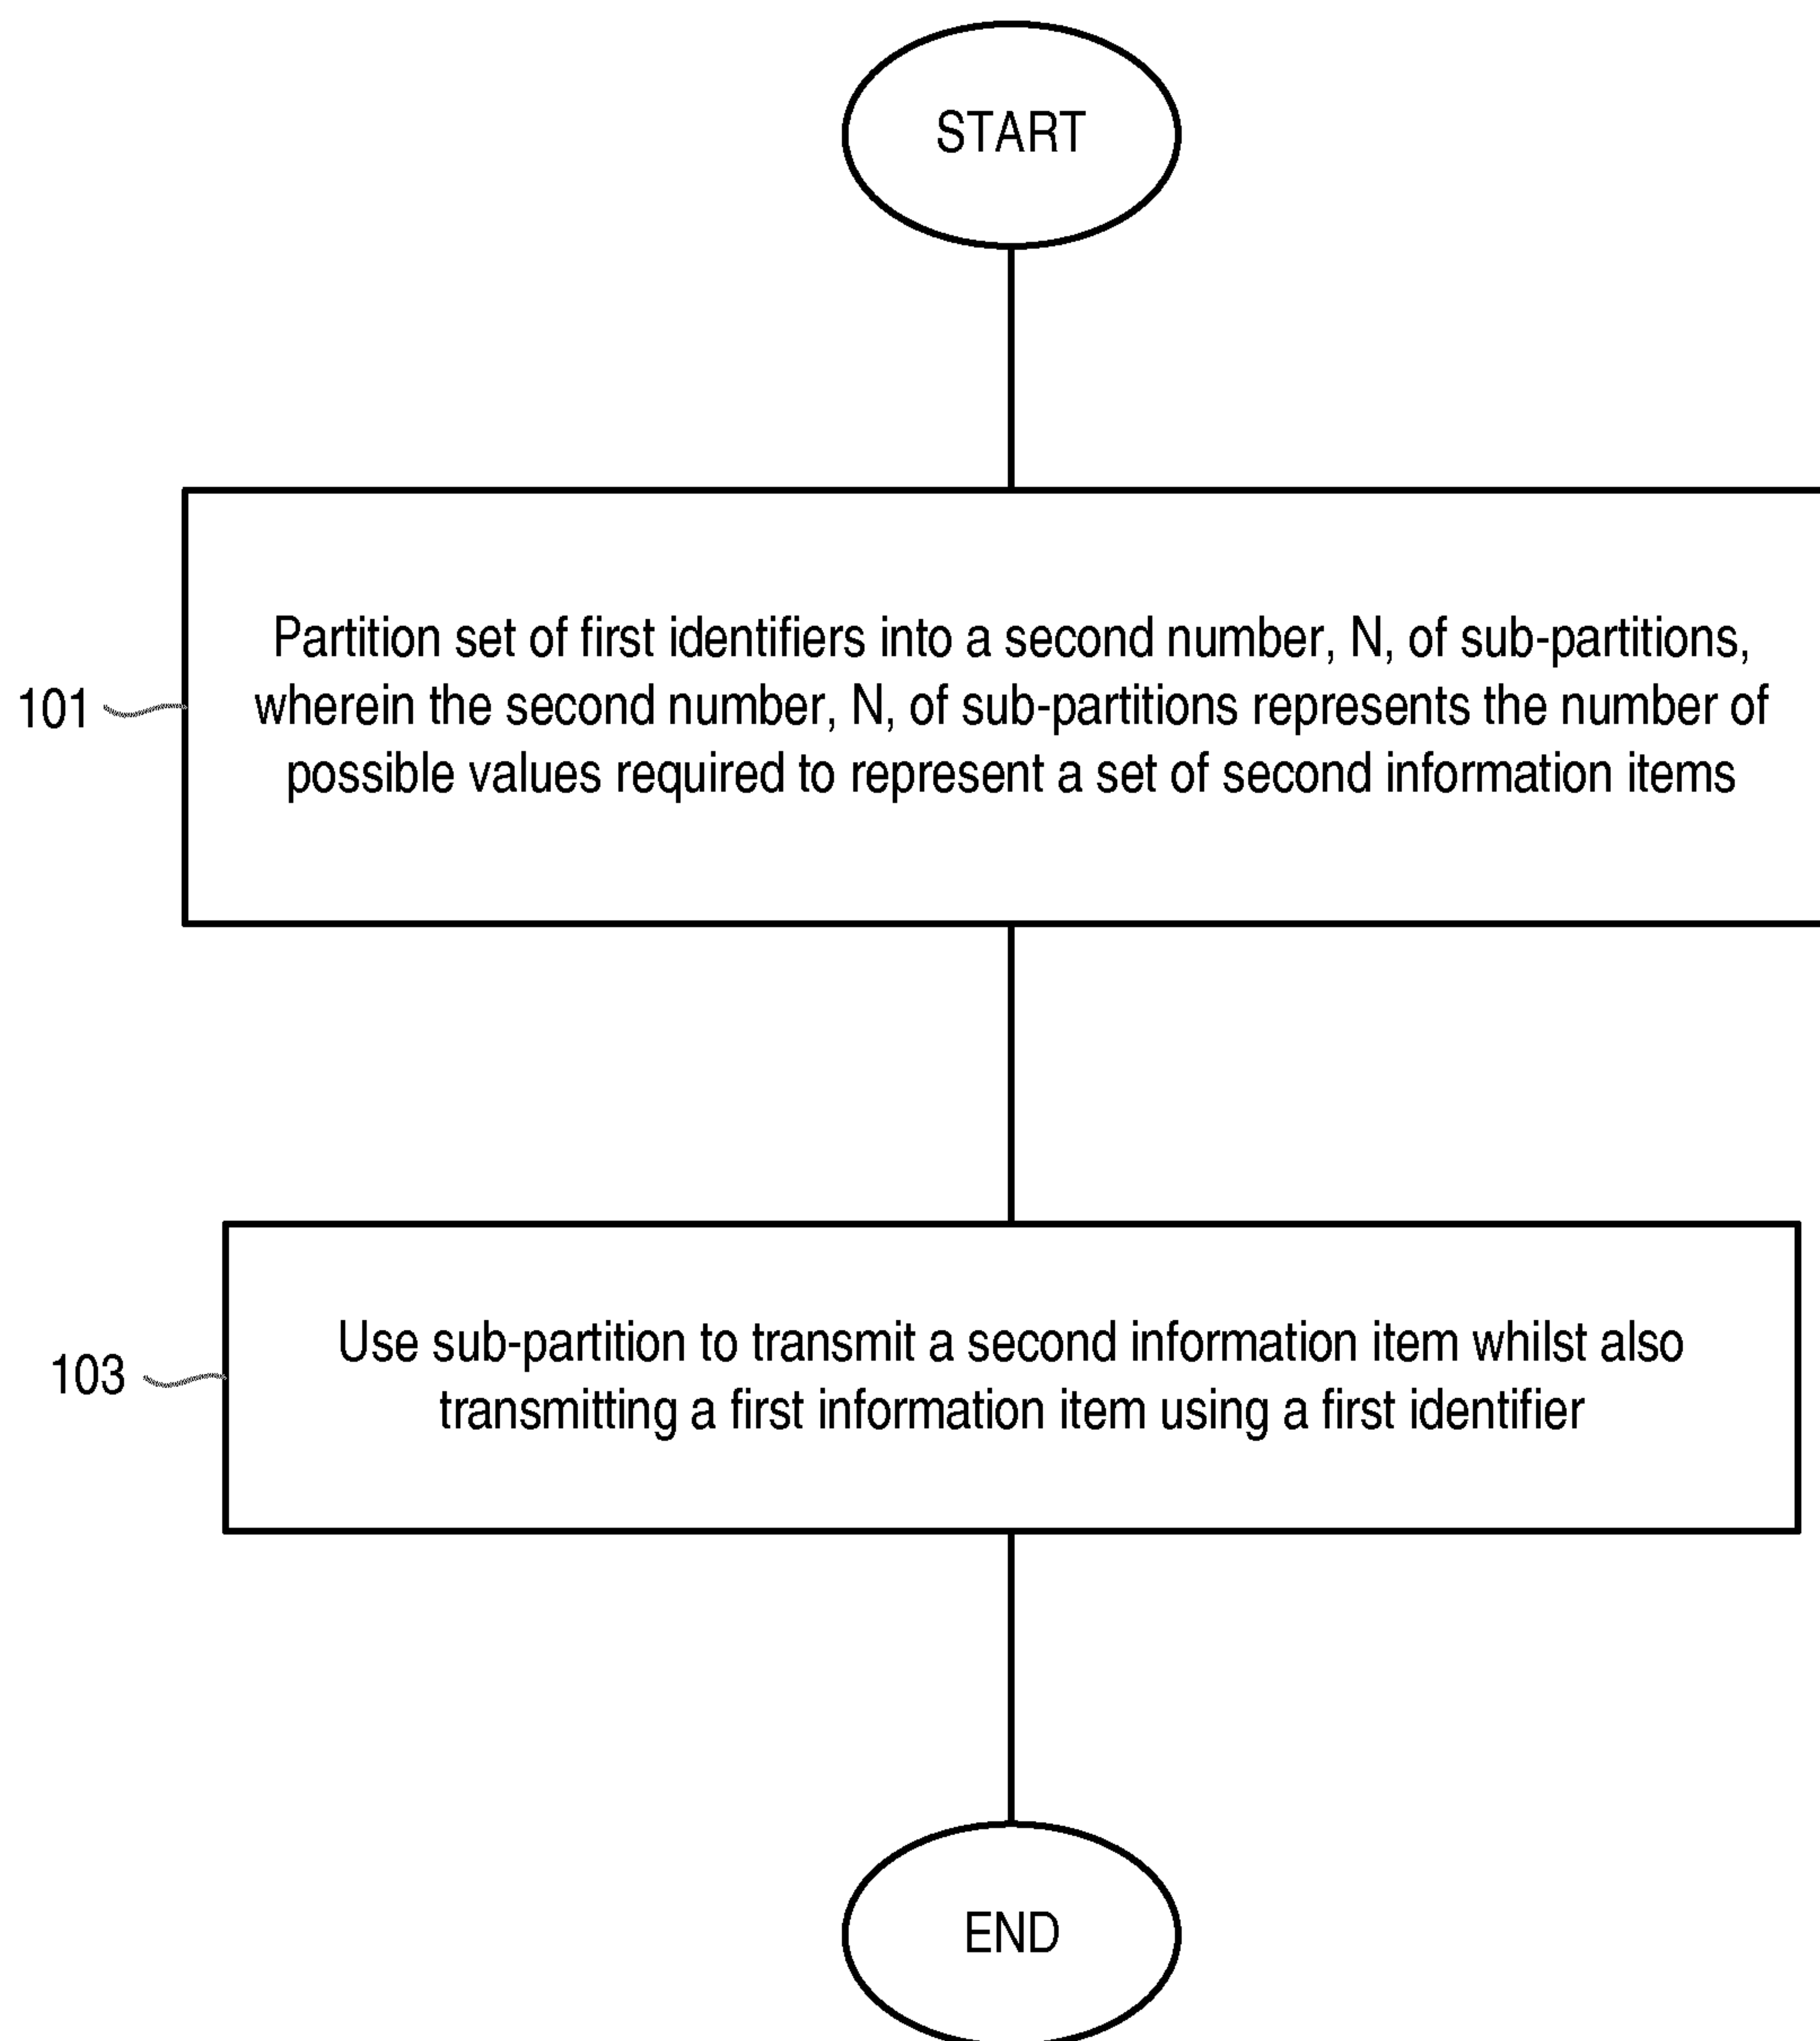 START
Partition set of first identifiers into a second number, N, of sub-partitions,
101
wherein the second number, N, of sub-partitions represents the number of
possible values required to represent a set of second information items
Use sub-partition to transmit a second information item whilst also
103
transmitting a first information item using a first identifier
END